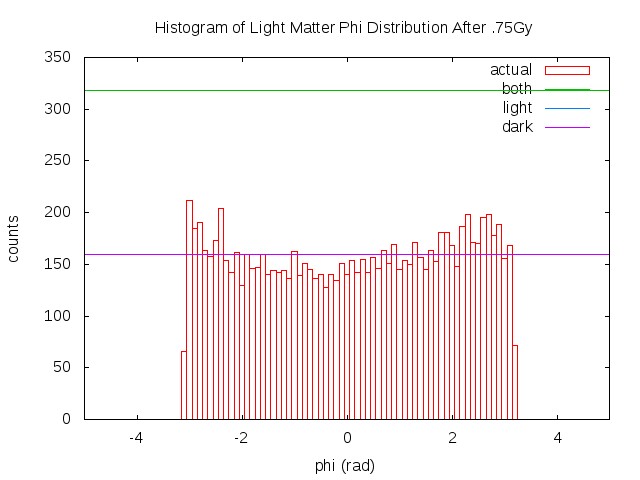 Histogram of Light Matter Phi Distribution After .75Gy
350
300
250
200
150
100
50
0
counts
actual
both
light
dark
-4 -2 0 2 4
phi (rad)